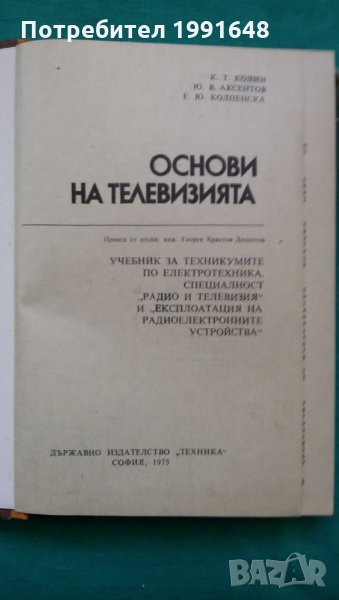 Потребител 1991648
К. Т. КОЛИН
Ю. В. АКСЕНТОВ
Е. Ю. КОЛПЕНСКА
ОСНОВИ
НА ТЕЛЕВИЗИЯТА
Превод от руски: инж. Георги Христов
УЧЕБНИК ЗА ТЕХНИКУМИТЕ
ПО ЕЛЕКТРОТЕХНИКА,
СПЕЦИАЛНОСТ
„РАДИО И ТЕЛЕВИЗИЯ“
И „ЕКСПЛОАТАЦИЯ НА
РАДИОЕЛЕКТРОННИТЕ
УСТРОЙСТВА“
ДЪРЖАВНО ИЗДАТЕЛСТВО „ТЕХНИКА“
СОФИЯ, 1975
BAZAR